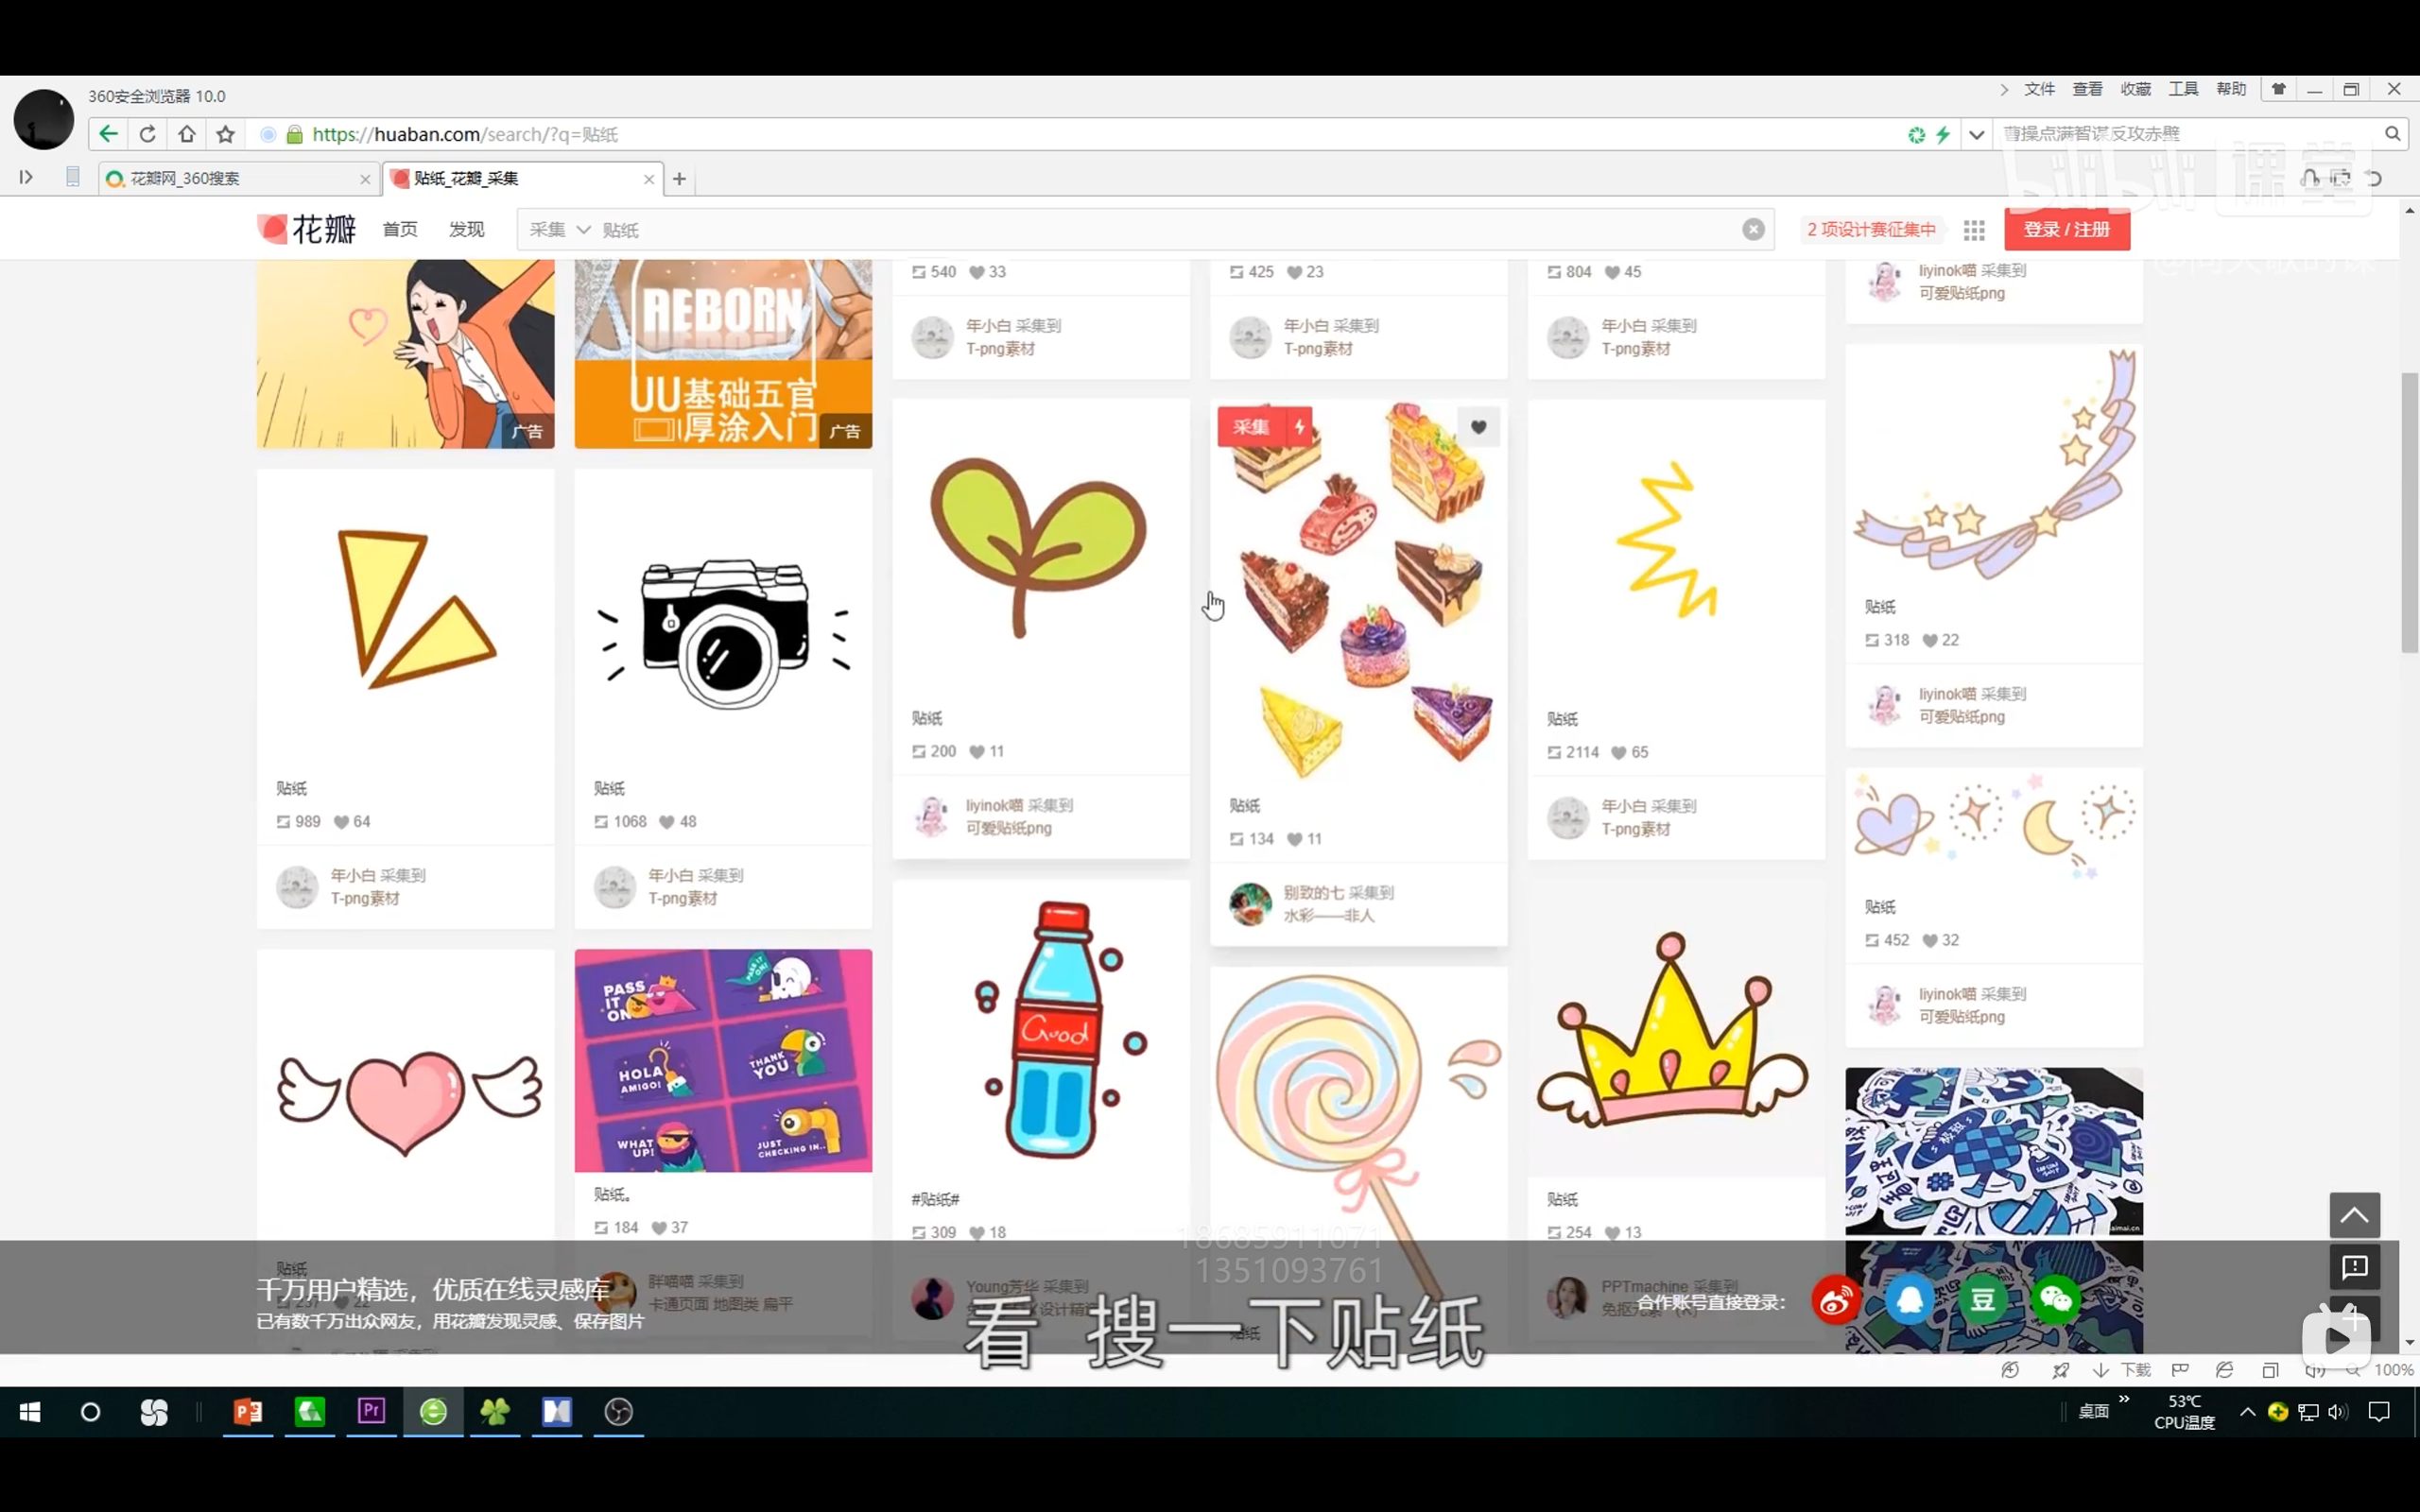 360安全浏览器 10.0
文件 查看 收藏 工具 帮助
https://huaban.com/search/?q=贴纸
曹操点满智谋反攻赤壁
花瓣网_360搜索
贴纸_花瓣_采集
bilibili 课堂
花瓣 首页 发现 采集 贴纸
2 项设计赛征集中
登录 / 注册
广告
REBORN
UU基础五官
厚涂入门
广告
540 33
年小白 采集到
T-png素材
425 23
年小白 采集到
T-png素材
804 45
年小白 采集到
T-png素材
liyinok喵 采集到
可爱贴纸png
采集
贴纸
989 64
年小白 采集到
T-png素材
贴纸
1068 48
年小白 采集到
T-png素材
贴纸
200 11
liyinok喵 采集到
可爱贴纸png
贴纸
134 11
别致的七 采集到
水彩——非人
贴纸
2114 65
年小白 采集到
T-png素材
贴纸
318 22
liyinok喵 采集到
可爱贴纸png
贴纸
452 32
liyinok喵 采集到
可爱贴纸png
PASS
IT
ON
PASS IT
ON!
HOLA
AMIGO!
THANK
YOU
WHAT
UP!
JUST
CHECKING IN..
贴纸。
184 37
胖喵喵 采集到
卡通页面 地图类 扁平
Good
#贴纸#
309 18
Young芳华 采集到
贴纸
254 13
PPTmachine 采集到
贴纸
18685911071
1351093761
千万用户精选，优质在线灵感库
已有数千万出众网友，用花瓣发现灵感、保存图片
合作账号直接登录：
豆
看 搜一下贴纸
贴纸
下载
100%
桌面
53℃
CPU温度